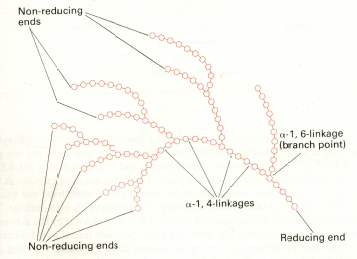 Non-reducing
ends
α-1, 6-linkage
(branch point)
α-1, 4-linkages
Non-reducing ends
Reducing end